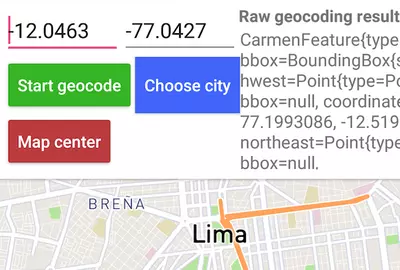 -12.0463
-77.0427
Start geocode
Choose city
Map center
Raw geocoding result
CarmenFeature{type
bbox=BoundingBox{s
hwest=Point{type=Po
bbox=null, coordinate
77.1993086, -12.519
northeast=Point{type
bbox=null,
BREÑA
Lima